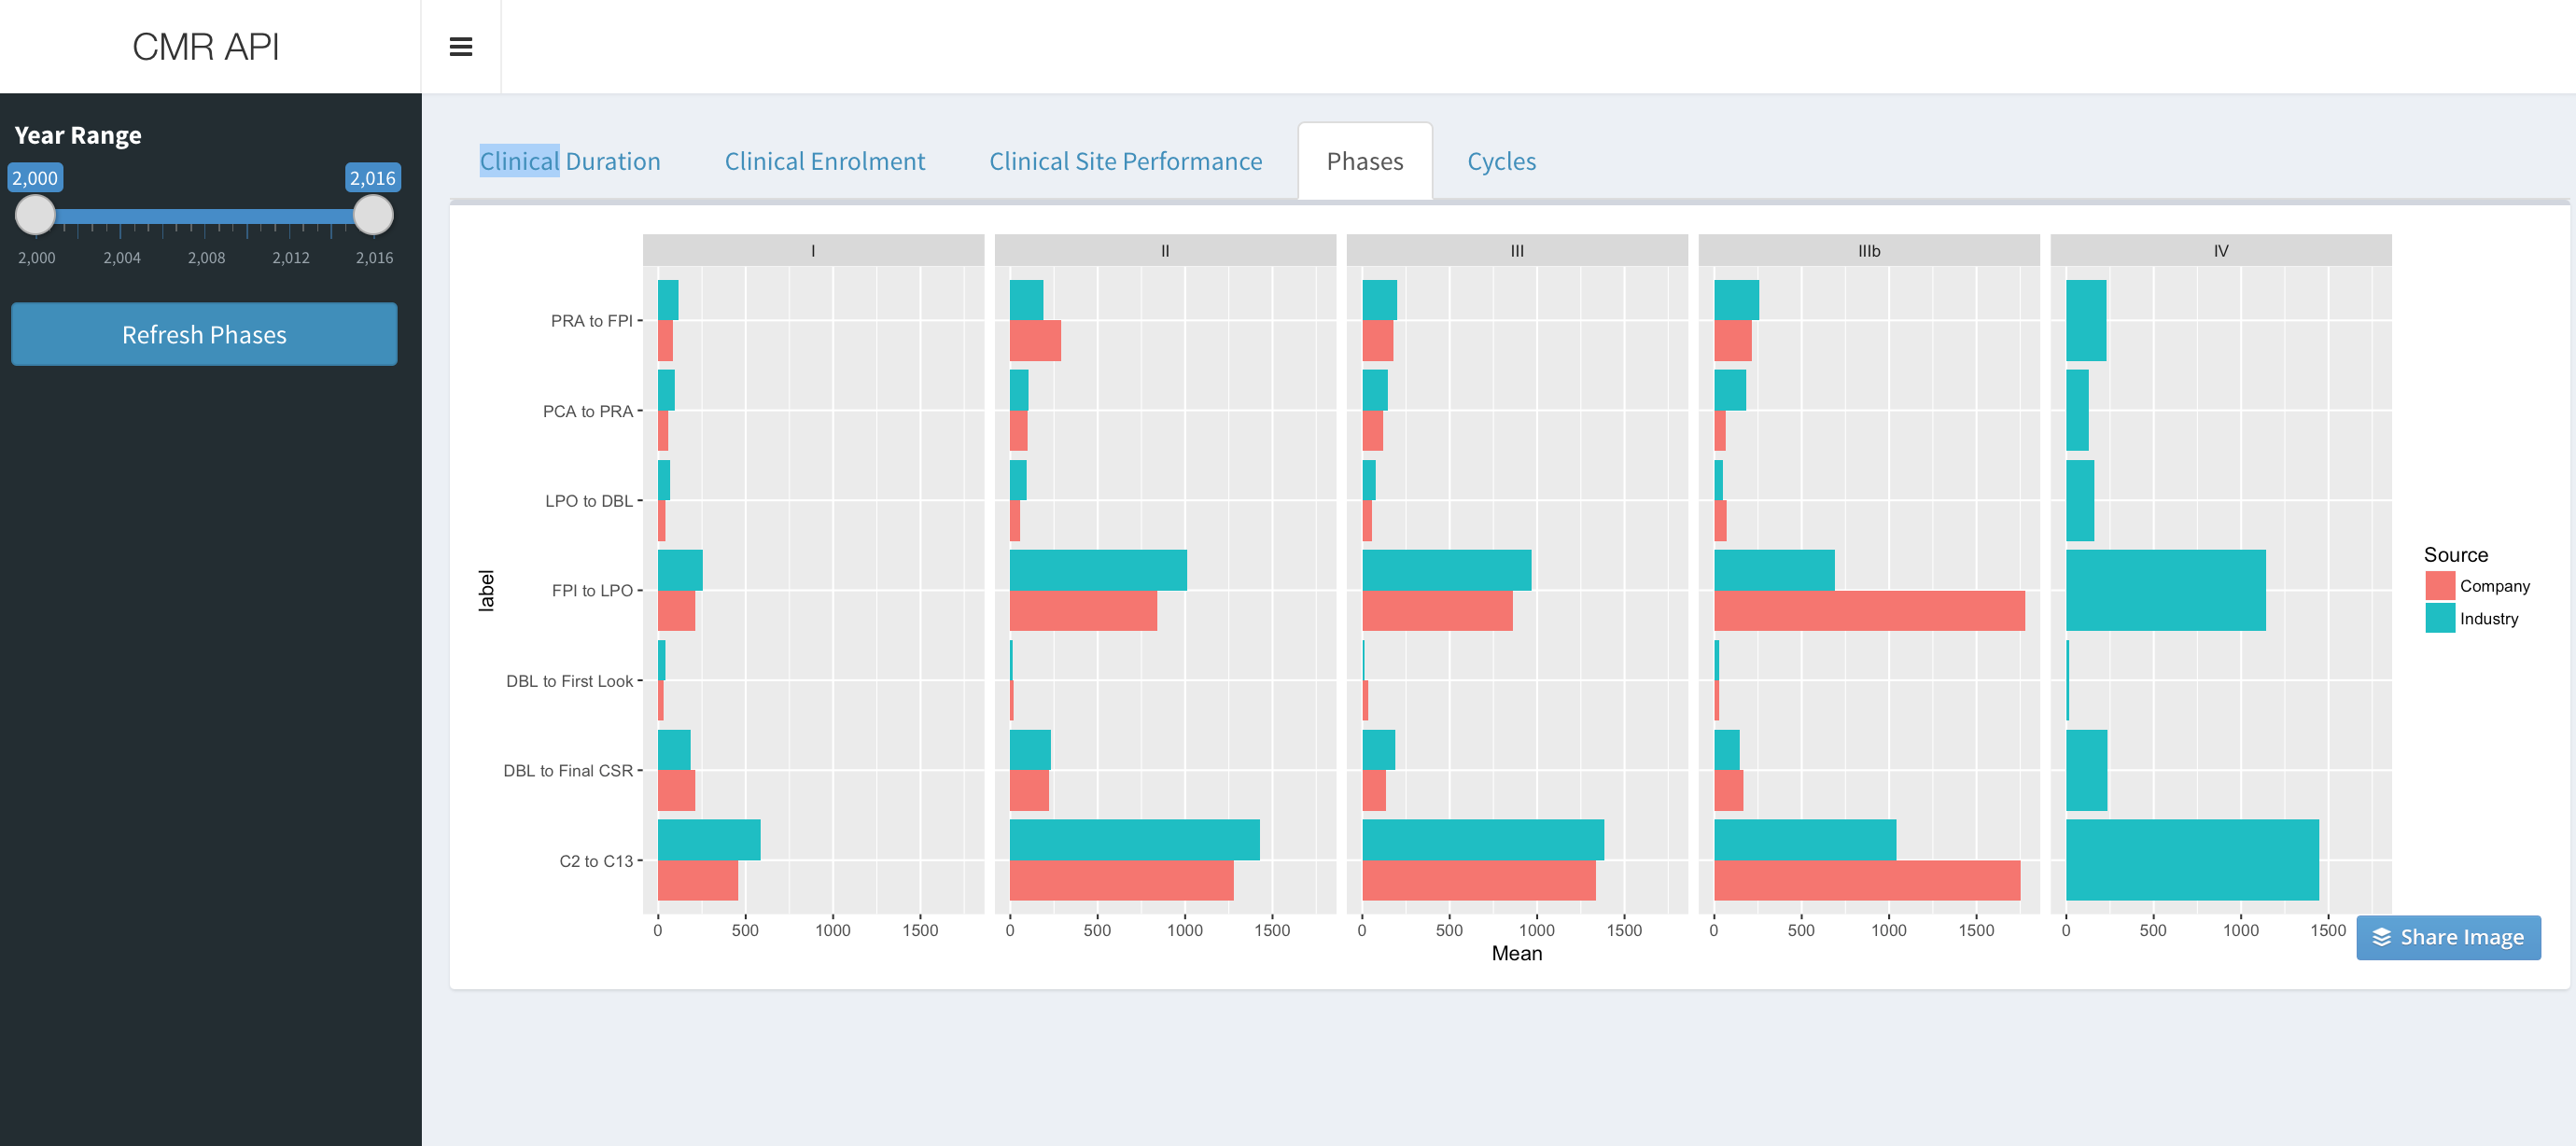 CMR API
Year Range
2,000 2,016
2,000 2,004 2,008 2,012 2,016
Refresh Phases
Clinical Duration Clinical Enrolment Clinical Site Performance Phases Cycles
I II III IIIb IV
label
PRA to FPI
PCA to PRA
LPO to DBL
FPI to LPO
DBL to First Look
DBL to Final CSR
C2 to C13
0 500 1000 1500 0 500 1000 1500 0 500 1000 1500 0 500 1000 1500 0 500 1000 1500
Mean
Source
Company
Industry
Share Image